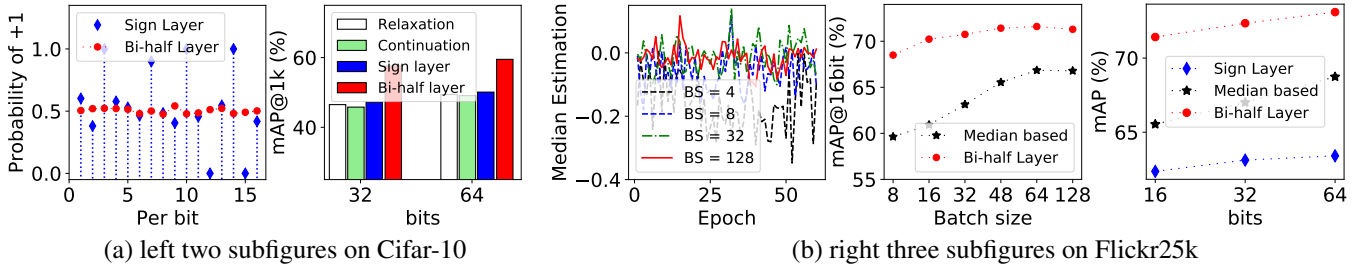 Probability of +1
1.0
0.5
0.0
0
5
10
15
Per bit
Sign Layer
Bi-half Layer
mAP@1k (%)
60
40
32
64
bits
Relaxation
Continuation
Sign layer
Bi-half layer
Median Estimation
0.0
−0.2
−0.4
0
25
50
Epoch
BS = 4
BS = 8
BS = 32
BS = 128
mAP@16bit (%)
70
65
60
55
8
16
32
48
64
128
Batch size
Median based
Bi-half Layer
mAP (%)
70
65
16
32
64
bits
Sign Layer
Median based
Bi-half Layer
(a) left two subfigures on Cifar-10
(b) right three subfigures on Flickr25k